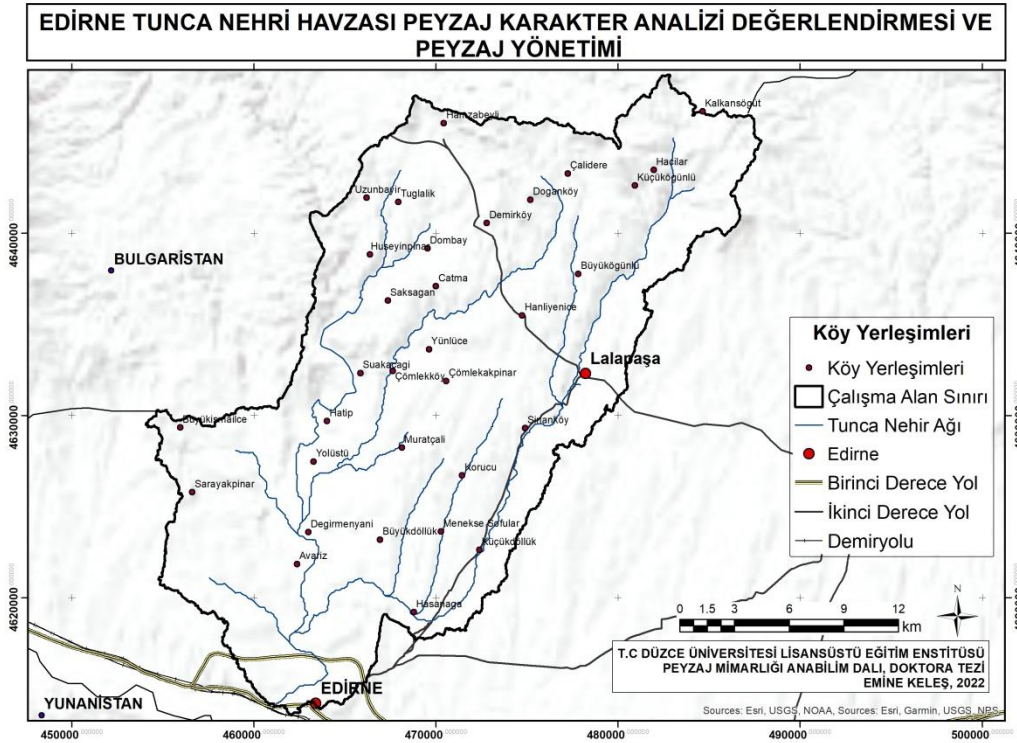 EDİRNE TUNCA NEHRİ HAVZASI PEYZAJ KARAKTER ANALİZİ DEĞERLENDİRMESİ VE
PEYZAJ YÖNETİMİ
Kalkansögüt
Hamzabeyli
Hacilar
Çalidere
Küçükögünlü
Uzunbayir
Tuglalik
Doganköy
Demirköy
4640000
Dombay
Huseyinpinar
BULGARİSTAN
Büyükögünlü
Catma
Saksagan
Hanliyenice
Yünlüce
Lalapaşa
Suakaçagi
Çömlekköy
Çömlekakpinar
4630000
Hatip
Büyükismailce
Sinanköy
Muratçali
Yolüstü
Korucu
Sarayakpinar
Degirmenyani
Büyükdöllük
Menekse Sofular
Küçükdöllük
Avariz
4620000
Hasanaga
EDİRNE
YUNANİSTAN
Köy Yerleşimleri
Köy Yerleşimleri
Çalışma Alan Sınırı
Tunca Nehir Ağı
Edirne
Birinci Derece Yol
İkinci Derece Yol
Demiryolu
N
0 1.5 3 6 9 12
km
T.C DÜZCE ÜNİVERSİTESİ LİSANSÜSTÜ EĞİTİM ENSTİTÜSÜ
PEYZAJ MİMARLIĞI ANABİLİM DALI, DOKTORA TEZİ
EMİNE KELEŞ, 2022
Sources: Esri, USGS, NOAA, Sources: Esri, Garmin, USGS, NPS
450000 460000 470000 480000 490000 500000